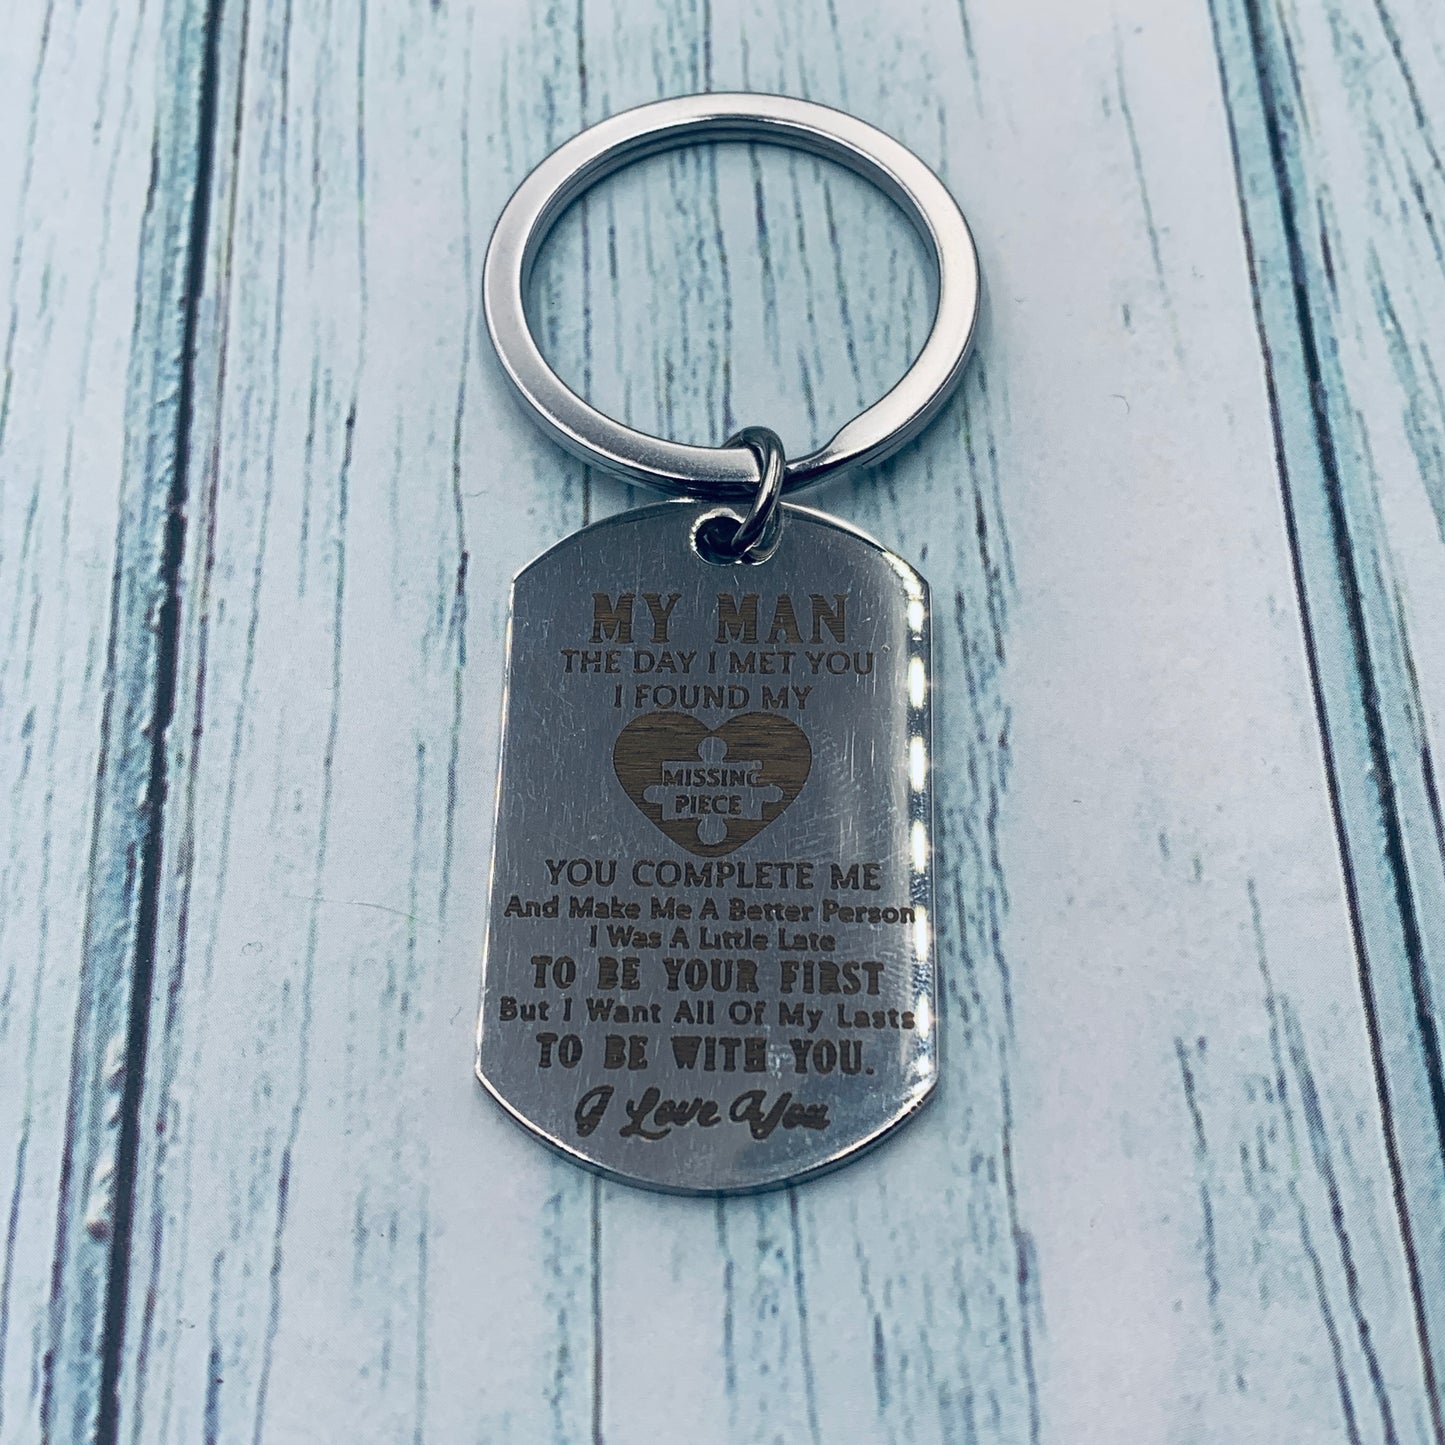 MY MAN
THE DAY I MET YOU
I FOUND MY
MISSING
PIECE
YOU COMPLETE ME
And Make Me A Better Person
I Was A Little Late
TO BE YOUR FIRST
But I Want All Of My Lasts
TO BE WITH YOU.
I Love You